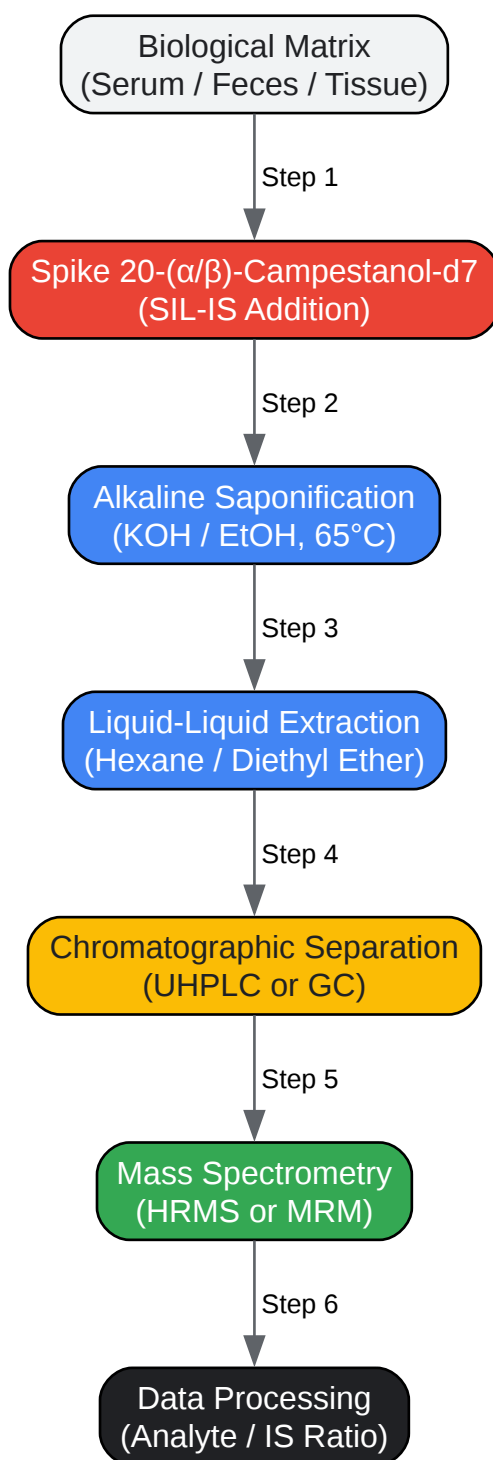 Biological Matrix
(Serum / Feces / Tissue)
Step 1
Spike 20-(α/β)-Campestanol-d7
(SIL-IS Addition)
Step 2
Alkaline Saponification
(KOH / EtOH, 65°C)
Step 3
Liquid-Liquid Extraction
(Hexane / Diethyl Ether)
Step 4
Chromatographic Separation
(UHPLC or GC)
Step 5
Mass Spectrometry
(HRMS or MRM)
Step 6
Data Processing
(Analyte / IS Ratio)